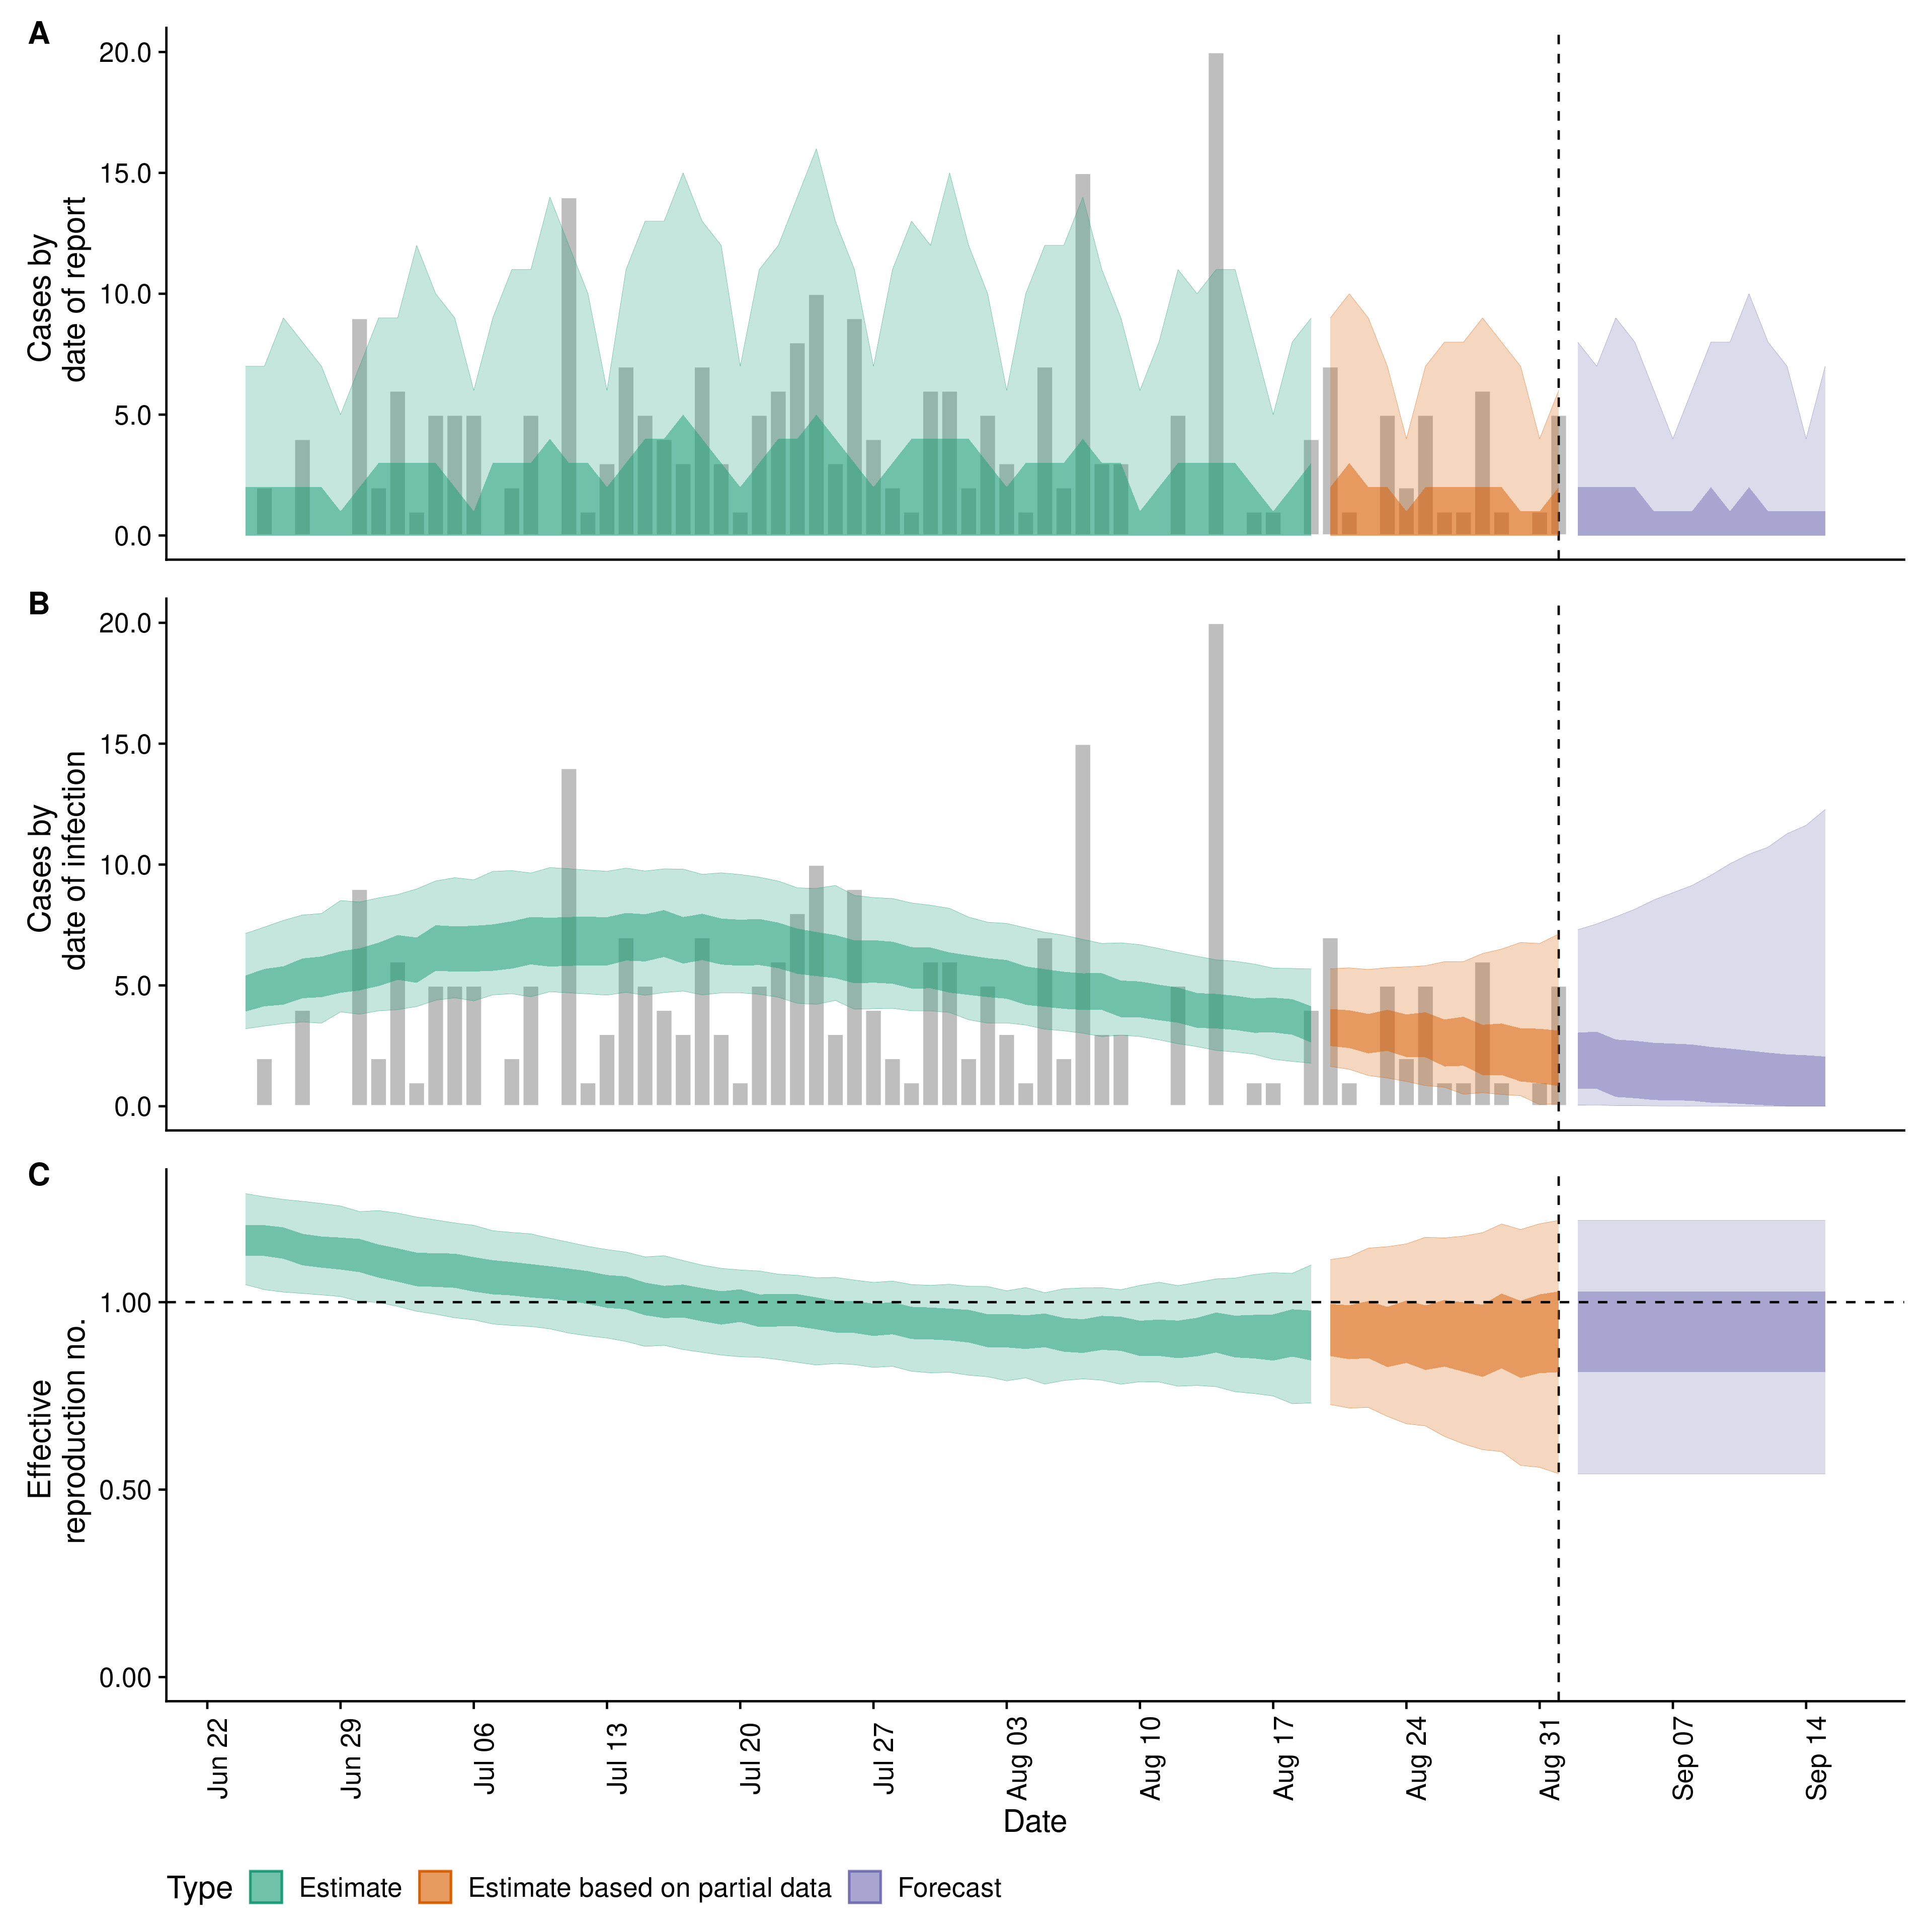 A
20.0
15.0
10.0
5.0
0.0
Cases by
date of report
B
20.0
15.0
10.0
5.0
0.0
Cases by
date of infection
C
1.00
0.50
0.00
Effective
reproduction no.
Jun 22
Jun 29
Jul 06
Jul 13
Jul 20
Jul 27
Aug 03
Aug 10
Aug 17
Aug 24
Aug 31
Sep 07
Sep 14
Date
Type Estimate Estimate based on partial data Forecast